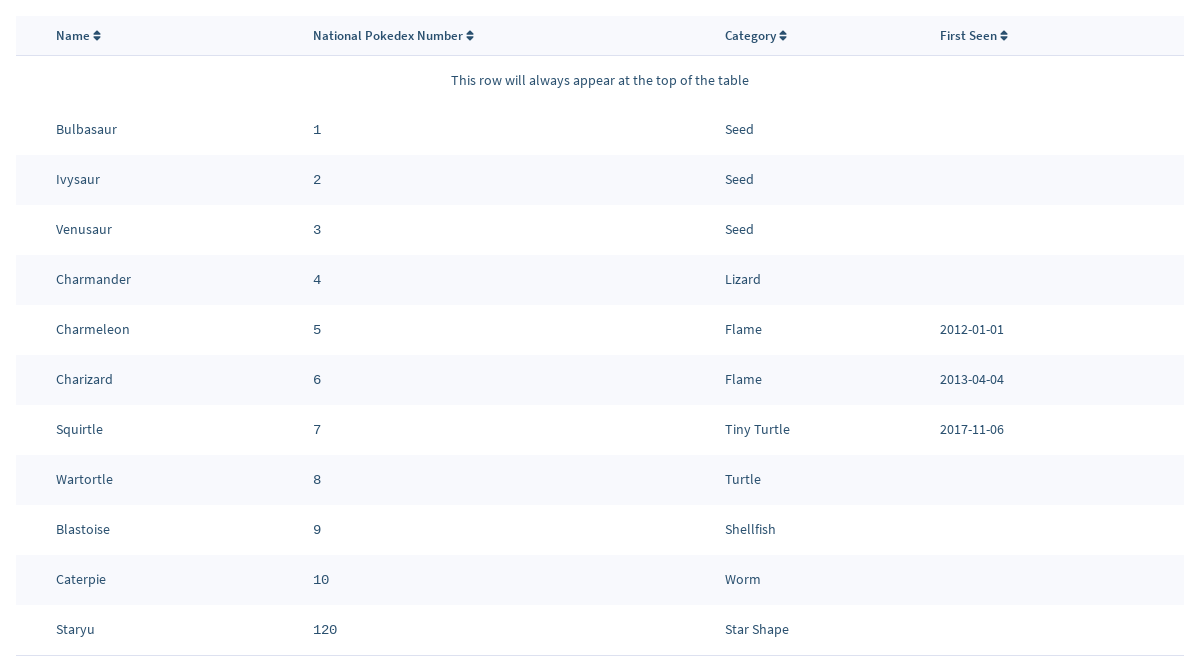 Name National Pokedex Number Category First Seen
This row will always appear at the top of the table
Bulbasaur 1 Seed
Ivysaur 2 Seed
Venusaur 3 Seed
Charmander 4 Lizard
Charmeleon 5 Flame 2012-01-01
Charizard 6 Flame 2013-04-04
Squirtle 7 Tiny Turtle 2017-11-06
Wartortle 8 Turtle
Blastoise 9 Shellfish
Caterpie 10 Worm
Staryu 120 Star Shape